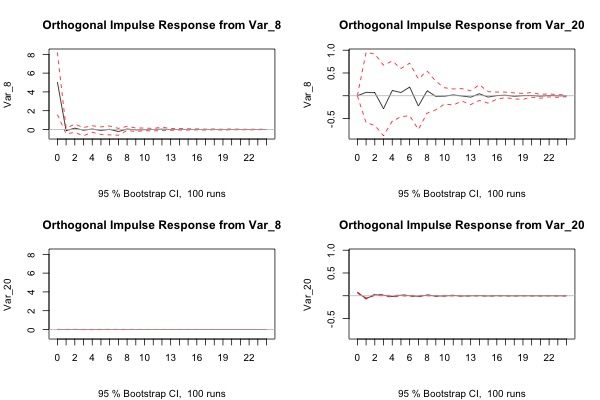 Orthogonal Impulse Response from Var_8
Var_8
0 2 4 6 8
0 2 4 6 8 10 13 16 19 22
95 % Bootstrap CI, 100 runs
Orthogonal Impulse Response from Var_20
Var_8
-0.5 0.5 1.0
0 2 4 6 8 10 13 16 19 22
95 % Bootstrap CI, 100 runs
Orthogonal Impulse Response from Var_8
Var_20
0 2 4 6 8
0 2 4 6 8 10 13 16 19 22
95 % Bootstrap CI, 100 runs
Orthogonal Impulse Response from Var_20
Var_20
-0.5 0.5 1.0
0 2 4 6 8 10 13 16 19 22
95 % Bootstrap CI, 100 runs